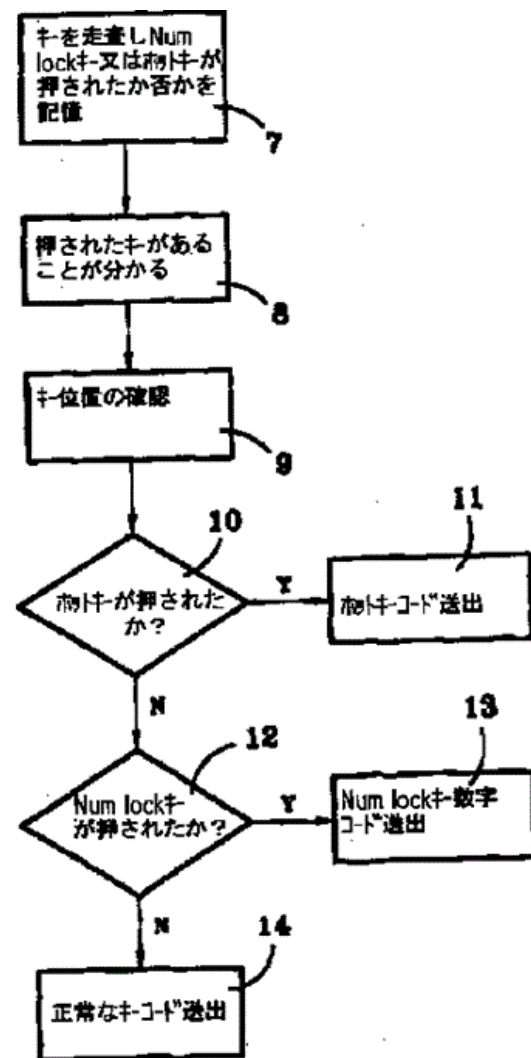 キーを走査しNum
lockキー又はホットキーが
押されたか否かを
記憶
7
押されたキーがある
ことが分かる
8
キー位置の確認
9
10
ホットキーが押された
か?
Y
11
ホットキーコード送出
N
12
Num lockキー
が押されたか?
Y
13
Num lockキー数字
コード送出
N
14
正常なキーコード送出